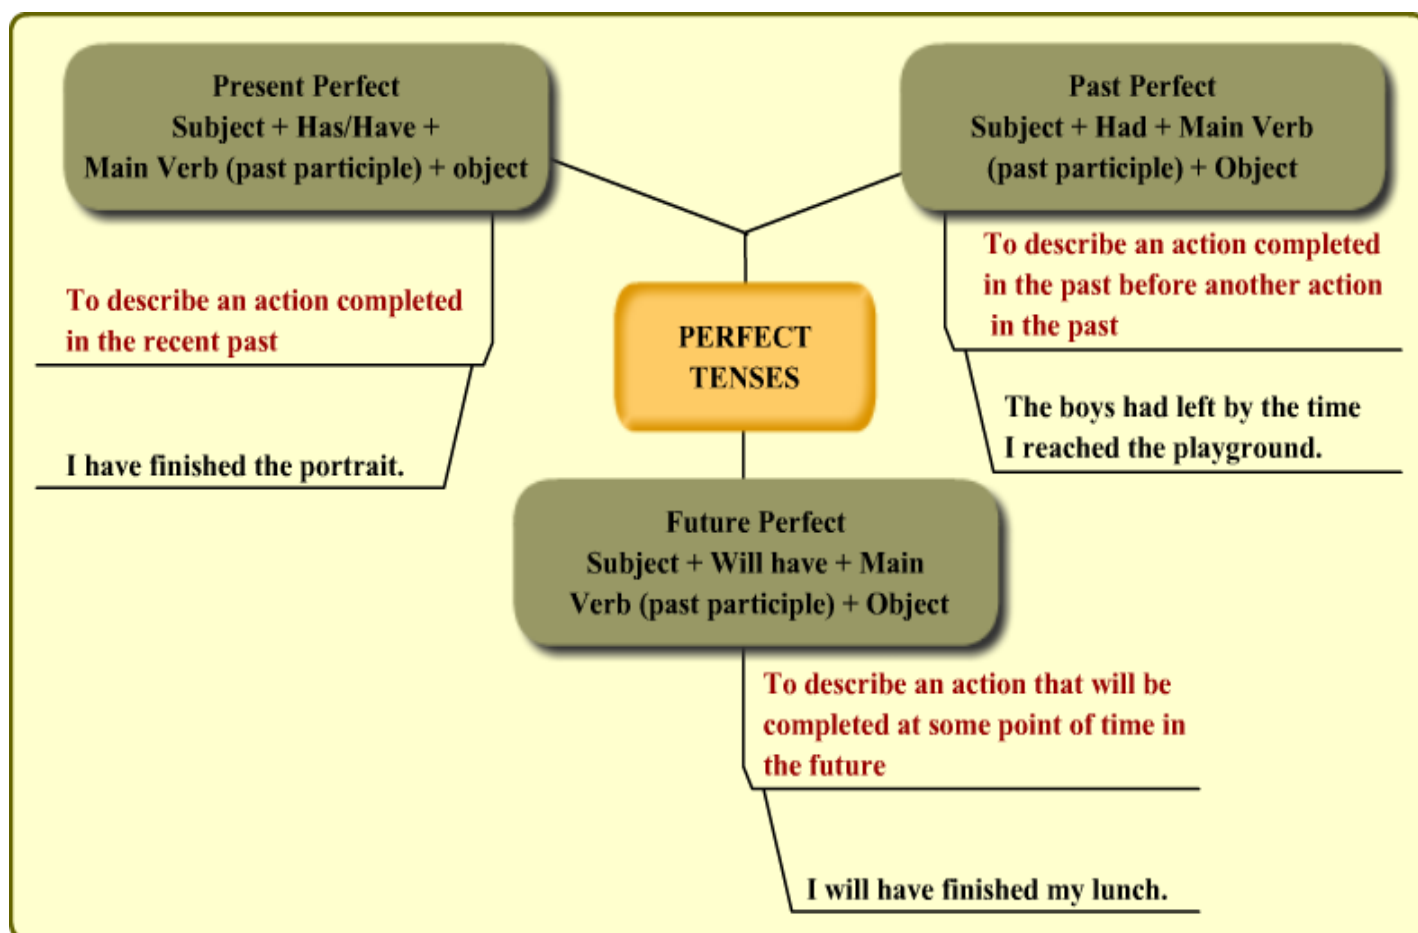 Present Perfect
Subject + Has/Have +
Main Verb (past participle) + object
To describe an action completed
in the recent past
I have finished the portrait.
Past Perfect
Subject + Had + Main Verb
(past participle) + Object
To describe an action completed
in the past before another action
in the past
The boys had left by the time
I reached the playground.
PERFECT
TENSES
Future Perfect
Subject + Will have + Main
Verb (past participle) + Object
To describe an action that will be
completed at some point of time in
the future
I will have finished my lunch.